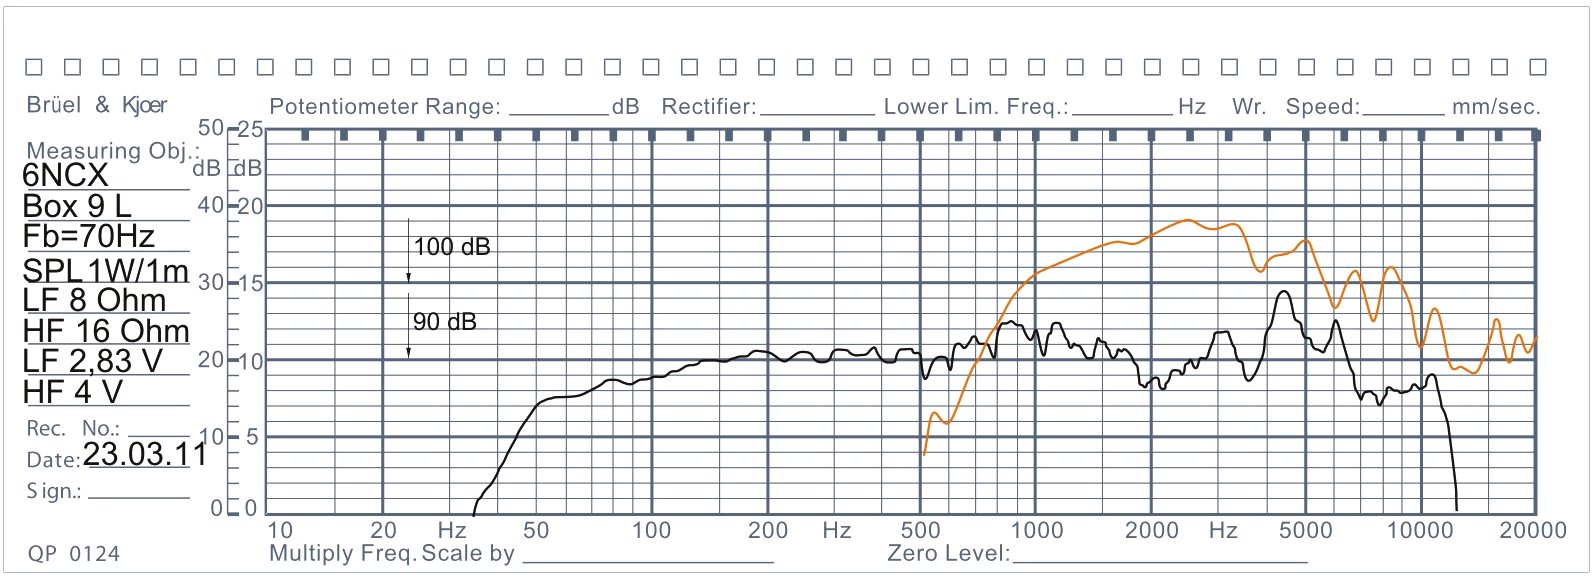 Brüel & Kjær Potentiometer Range: dB Rectifier: Lower Lim. Freq.: Hz Wr. Speed: mm/sec.
50 25
Measuring Obj.:
dB dB
6NCX
Box 9 L
40 20
Fb=70Hz
100 dB
SPL1W/1m
30 15
LF 8 Ohm
90 dB
HF 16 Ohm
LF 2,83 V
20 10
HF 4 V
Rec. No.:
10 5
Date: 23.03.11
Sign.:
0 0
10 20 Hz 50 100 200 Hz 500 1000 2000 Hz 5000 10000 20000
QP 0124 Multiply Freq. Scale by Zero Level: